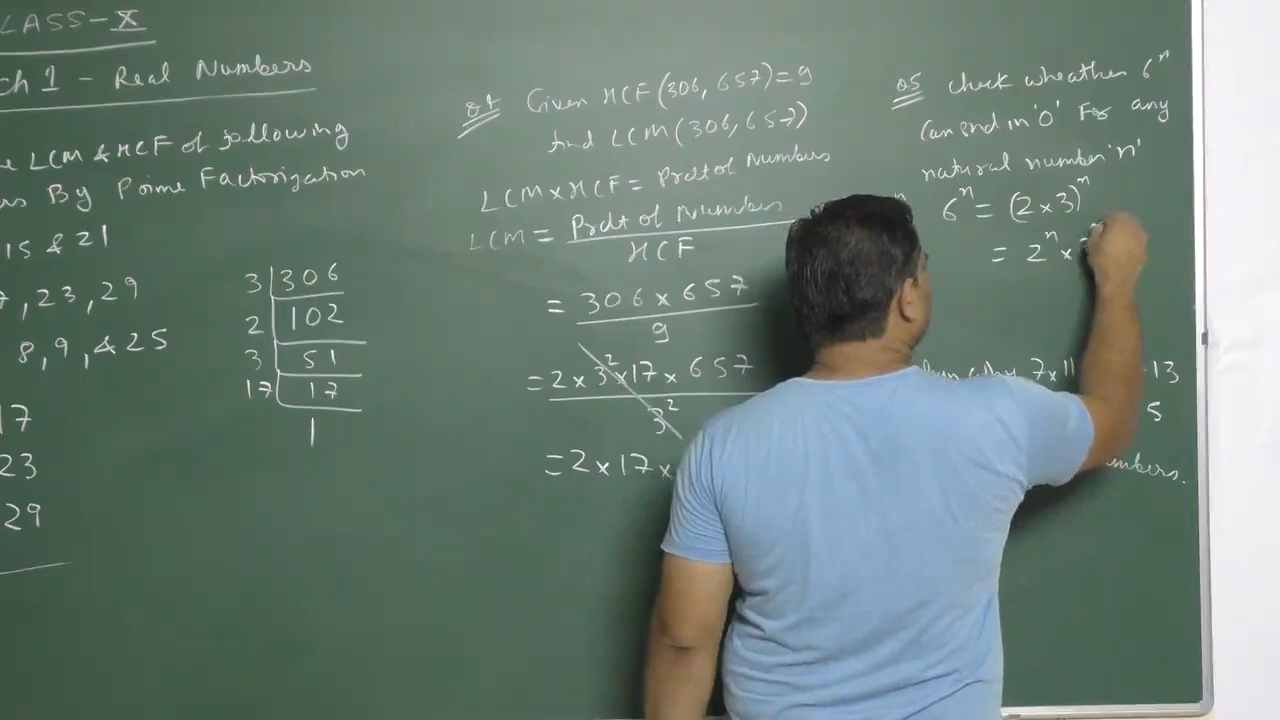 LASS-X
ch 1 - Real Numbers
LCM & HCF of following
By Prime Factorization
15 & 21
, 23, 29
8, 9, & 25
17
23
29
3 | 306
2 | 102
3 | 51
17 | 17
1
Given HCF (306, 657) = 9
find LCM (306, 657)
LCM x HCF = Prdt of Numbers
LCM = Prdt of Numbers
HCF
= 306 x 657
9
= 2 x 3² x 17 x 657
3²
= 2 x 17 x
Q5 Check wheather 6ⁿ
can end in '0' For any
natural number 'n'
6ⁿ = (2 x 3)ⁿ
= 2ⁿ x
7 x 11
13
5
mbers.